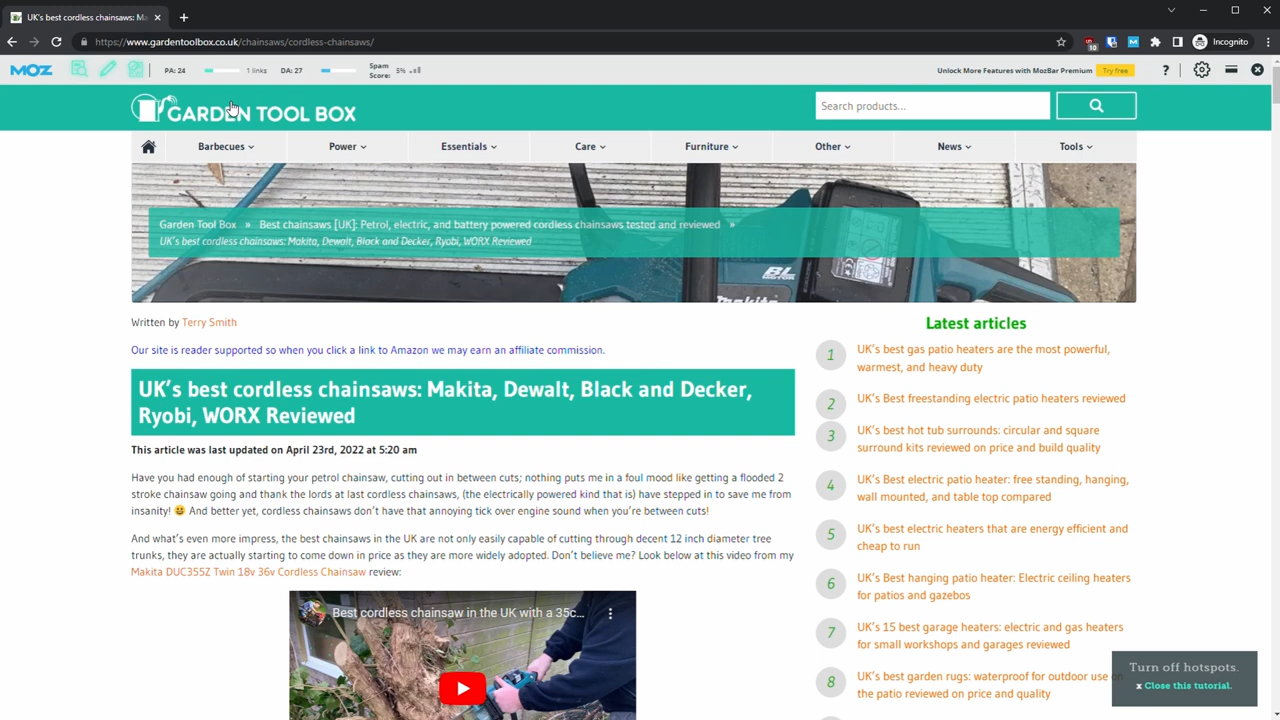 UK's best cordless chainsaws: Ma
https://www.gardentoolbox.co.uk/chainsaws/cordless-chainsaws/
10
Incognito
MOZ
PA: 24
1 links
DA: 27
Spam
Score:
5%
Unlock More Features with MozBar Premium
Try free
?
GARDEN TOOL BOX
Search products...
Barbecues
Power
Essentials
Care
Furniture
Other
News
Tools
Garden Tool Box » Best chainsaws [UK]: Petrol, electric, and battery powered cordless chainsaws tested and reviewed »
UK's best cordless chainsaws: Makita, Dewalt, Black and Decker, Ryobi, WORX Reviewed
BL
MOTOR
makita
Written by Terry Smith
Our site is reader supported so when you click a link to Amazon we may earn an affiliate commission.
UK's best cordless chainsaws: Makita, Dewalt, Black and Decker,
Ryobi, WORX Reviewed
This article was last updated on April 23rd, 2022 at 5:20 am
Have you had enough of starting your petrol chainsaw, cutting out in between cuts; nothing puts me in a foul mood like getting a flooded 2
stroke chainsaw going and thank the lords at last cordless chainsaws, (the electrically powered kind that is) have stepped in to save me from
insanity! 😀 And better yet, cordless chainsaws don't have that annoying tick over engine sound when you're between cuts!
And what's even more impress, the best chainsaws in the UK are not only easily capable of cutting through decent 12 inch diameter tree
trunks, they are actually starting to come down in price as they are more widely adopted. Don't believe me? Look below at this video from my
Makita DUC355Z Twin 18v 36v Cordless Chainsaw review:
Best cordless chainsaw in the UK with a 35c...
Latest articles
1
UK's best gas patio heaters are the most powerful,
warmest, and heavy duty
2
UK's Best freestanding electric patio heaters reviewed
3
UK's best hot tub surrounds: circular and square
surround kits reviewed on price and build quality
4
UK's Best electric patio heater: free standing, hanging,
wall mounted, and table top compared
5
UK's best electric heaters that are energy efficient and
cheap to run
6
UK's Best hanging patio heater: Electric ceiling heaters
for patios and gazebos
7
UK's 15 best garage heaters: electric and gas heaters
for small workshops and garages reviewed
8
UK's best garden rugs: waterproof for outdoor use on
the patio reviewed on price and quality
Turn off hotspots.
x Close this tutorial.